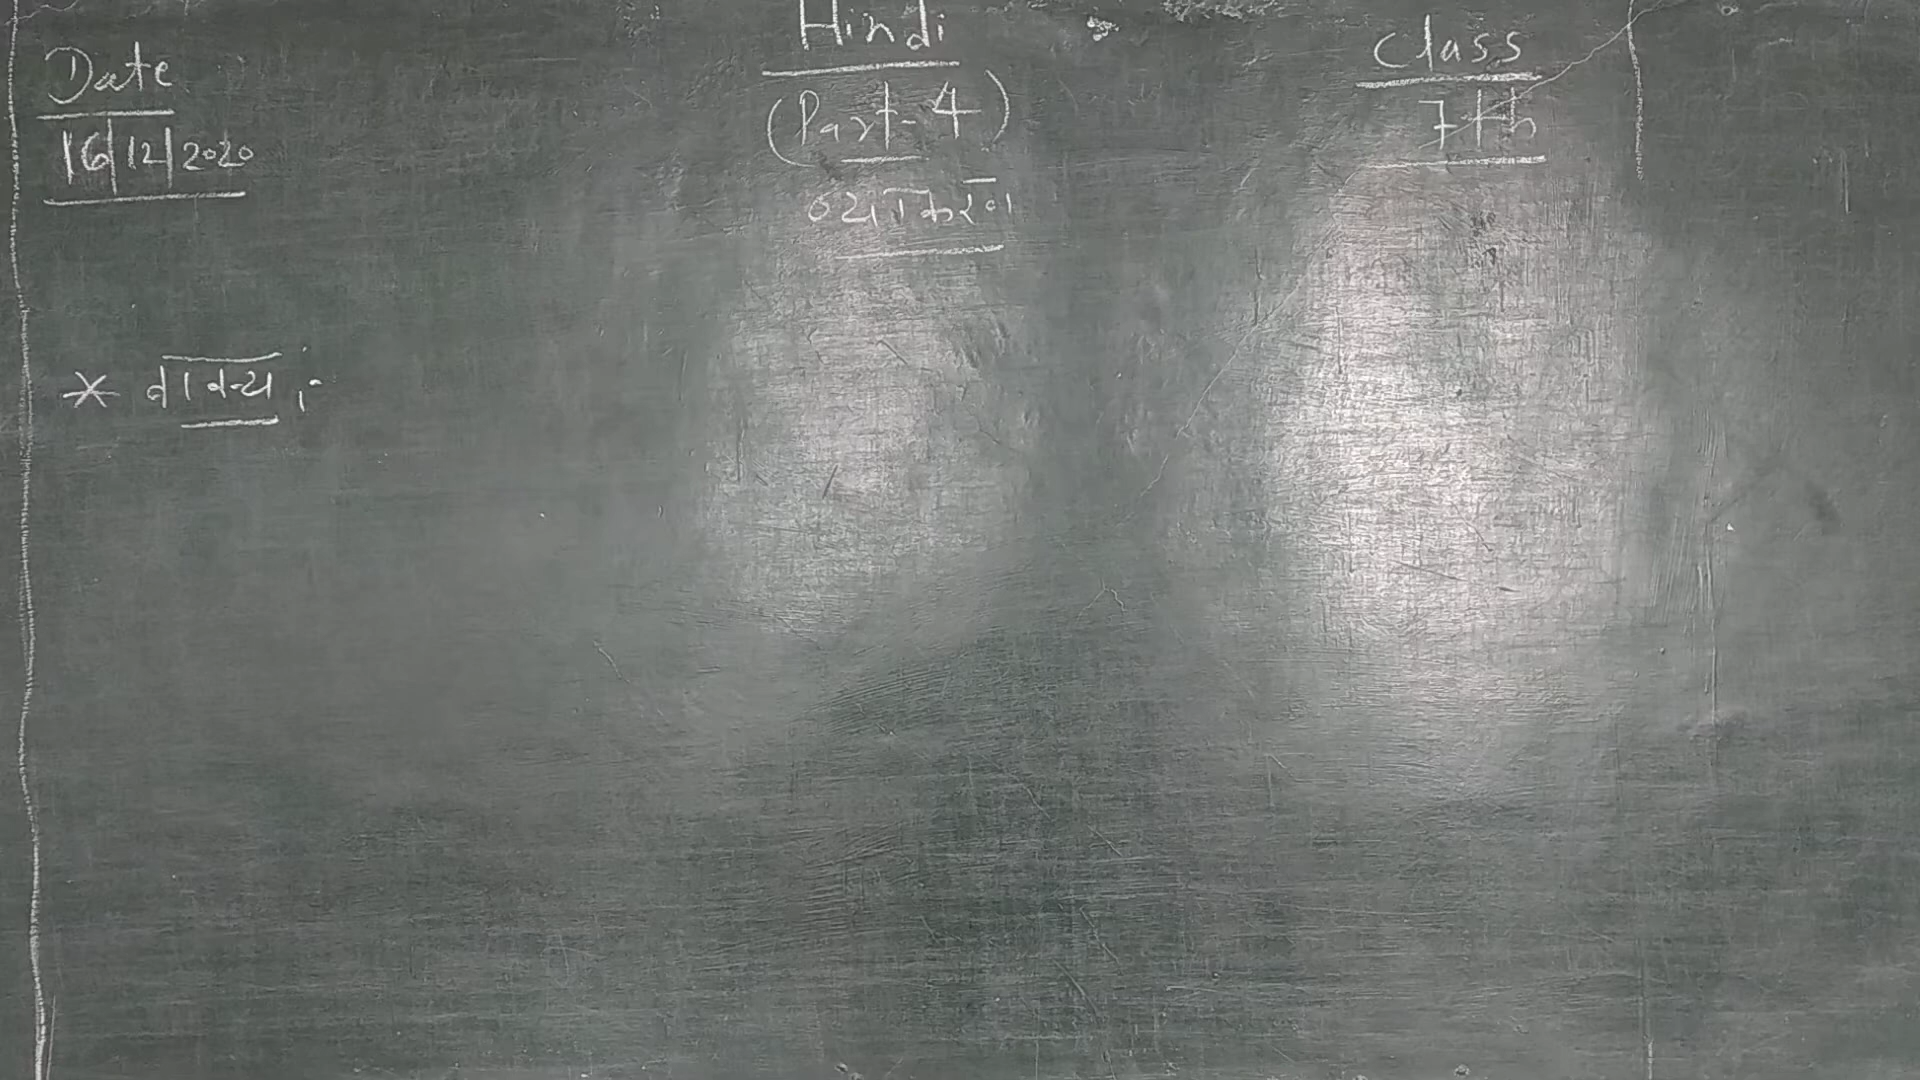 Date
16/12/2020
Hindi
(Part-4)
व्याकरण
Class
7th
* वाक्य :-